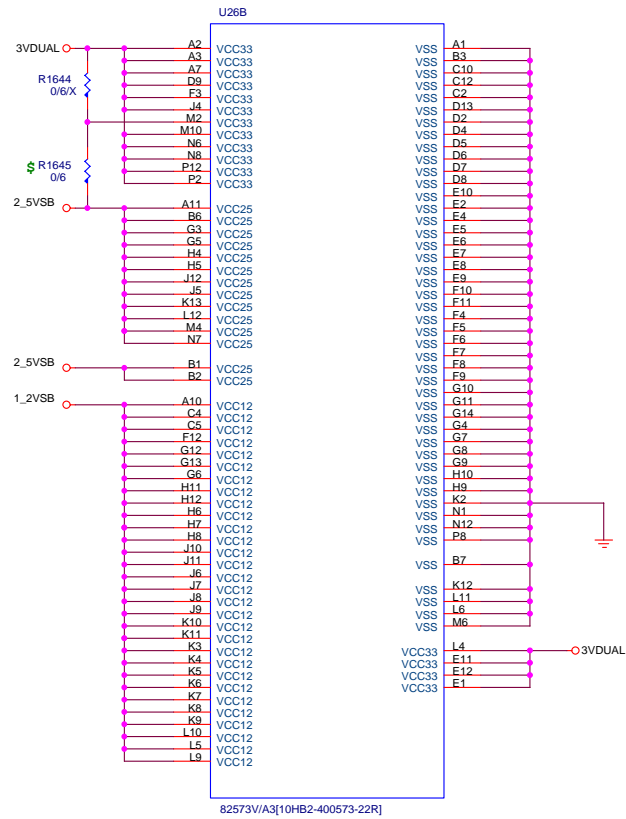 U26B
3VDUAL
R1644
0/6/X
$ R1645
0/6
2_5VSB
2_5VSB
1_2VSB
A2 VCC33
A3 VCC33
A7 VCC33
D9 VCC33
F3 VCC33
J4 VCC33
M2 VCC33
M10 VCC33
N6 VCC33
N8 VCC33
P12 VCC33
P2 VCC33
A11 VCC25
B6 VCC25
G3 VCC25
G5 VCC25
H4 VCC25
H5 VCC25
J12 VCC25
J5 VCC25
K13 VCC25
L12 VCC25
M4 VCC25
N7 VCC25
B1 VCC25
B2 VCC25
A10 VCC12
C4 VCC12
C5 VCC12
F12 VCC12
G12 VCC12
G13 VCC12
G6 VCC12
H11 VCC12
H12 VCC12
H6 VCC12
H7 VCC12
H8 VCC12
J10 VCC12
J11 VCC12
J6 VCC12
J7 VCC12
J8 VCC12
J9 VCC12
K10 VCC12
K11 VCC12
K3 VCC12
K4 VCC12
K5 VCC12
K6 VCC12
K7 VCC12
K8 VCC12
K9 VCC12
L10 VCC12
L5 VCC12
L9 VCC12
VSS A1
VSS B3
VSS C10
VSS C12
VSS C2
VSS D13
VSS D2
VSS D4
VSS D5
VSS D6
VSS D7
VSS D8
VSS E10
VSS E2
VSS E4
VSS E5
VSS E6
VSS E7
VSS E8
VSS E9
VSS F10
VSS F11
VSS F4
VSS F5
VSS F6
VSS F7
VSS F8
VSS F9
VSS G10
VSS G11
VSS G14
VSS G4
VSS G7
VSS G8
VSS G9
VSS H10
VSS H9
VSS K2
VSS N1
VSS N12
VSS P8
VSS B7
VSS K12
VSS L11
VSS L6
VSS M6
VCC33 L4
VCC33 E11
VCC33 E12
VCC33 E1
3VDUAL
82573V/A3[10HB2-400573-22R]